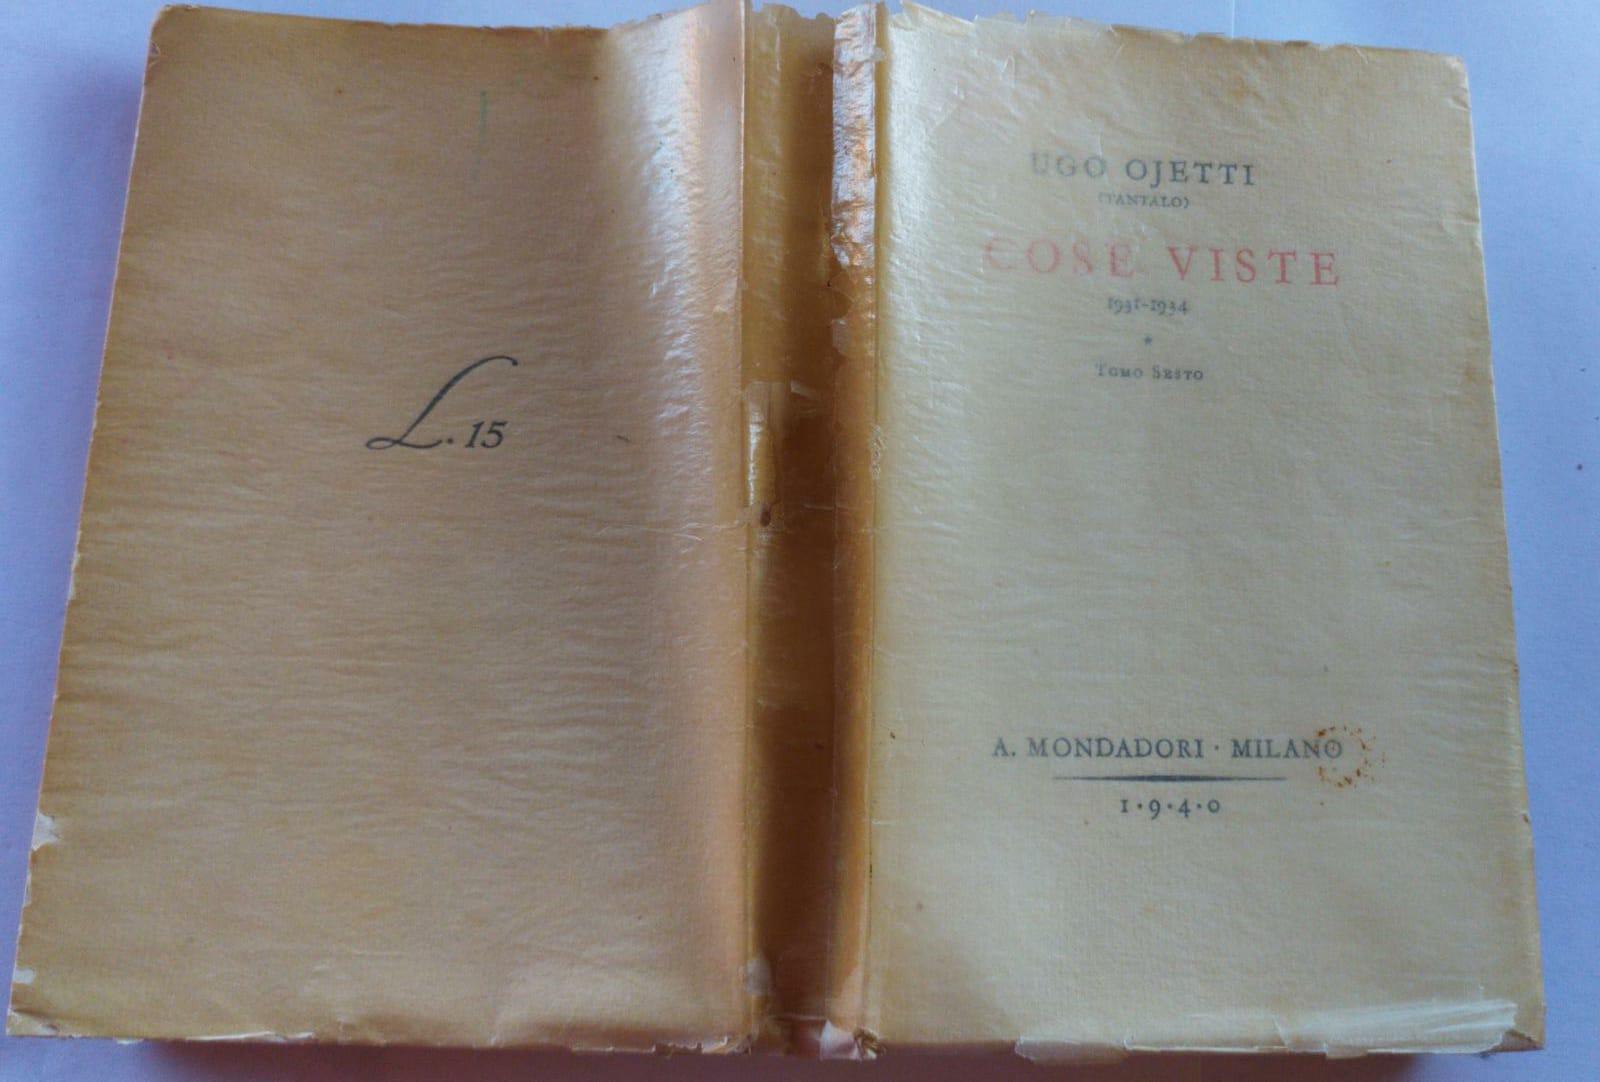 L. 15
UGO OJETTI
(TANTALO)
COSE VISTE
1931-1934
*
TOMO SESTO
A. MONDADORI · MILANO
1·9·4·0